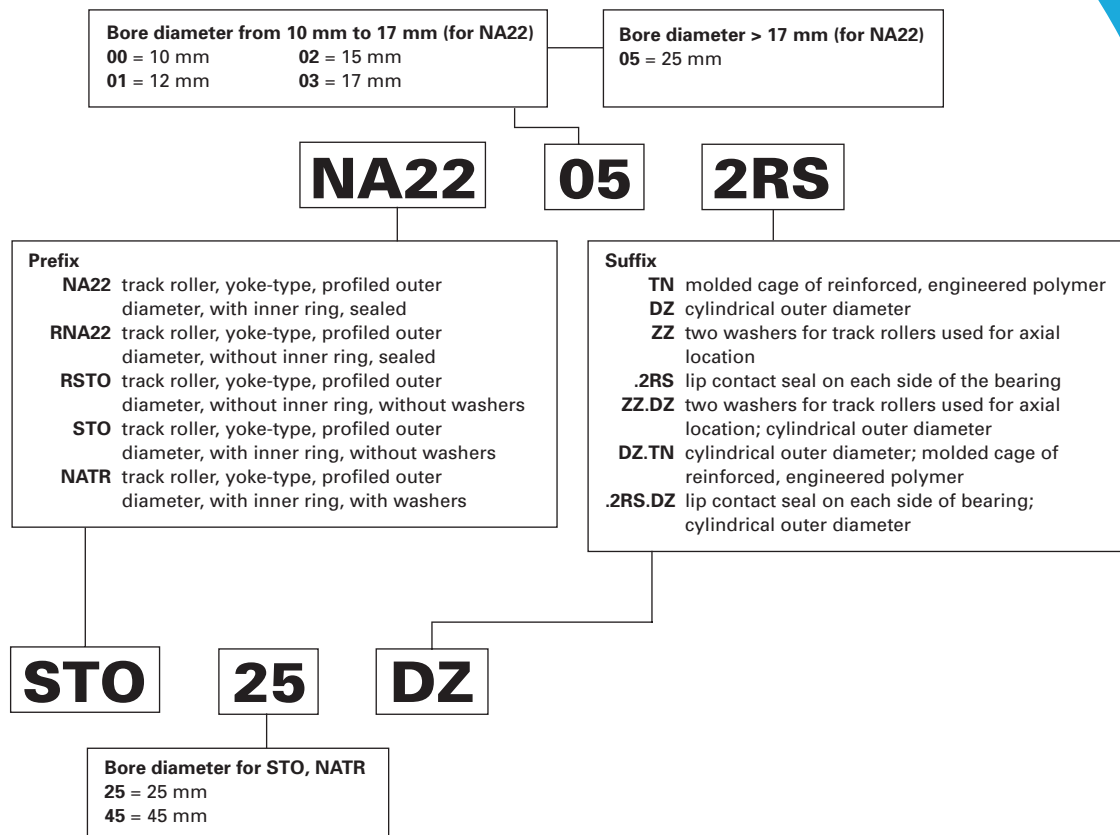 Bore diameter from 10 mm to 17 mm (for NA22)
00 = 10 mm 02 = 15 mm
01 = 12 mm 03 = 17 mm
Bore diameter > 17 mm (for NA22)
05 = 25 mm
NA22 05 2RS
Prefix
NA22 track roller, yoke-type, profiled outer
diameter, with inner ring, sealed
RNA22 track roller, yoke-type, profiled outer
diameter, without inner ring, sealed
RSTO track roller, yoke-type, profiled outer
diameter, without inner ring, without washers
STO track roller, yoke-type, profiled outer
diameter, with inner ring, without washers
NATR track roller, yoke-type, profiled outer
diameter, with inner ring, with washers
Suffix
TN molded cage of reinforced, engineered polymer
DZ cylindrical outer diameter
ZZ two washers for track rollers used for axial
location
.2RS lip contact seal on each side of the bearing
ZZ.DZ two washers for track rollers used for axial
location; cylindrical outer diameter
DZ.TN cylindrical outer diameter; molded cage of
reinforced, engineered polymer
.2RS.DZ lip contact seal on each side of bearing;
cylindrical outer diameter
STO 25 DZ
Bore diameter for STO, NATR
25 = 25 mm
45 = 45 mm